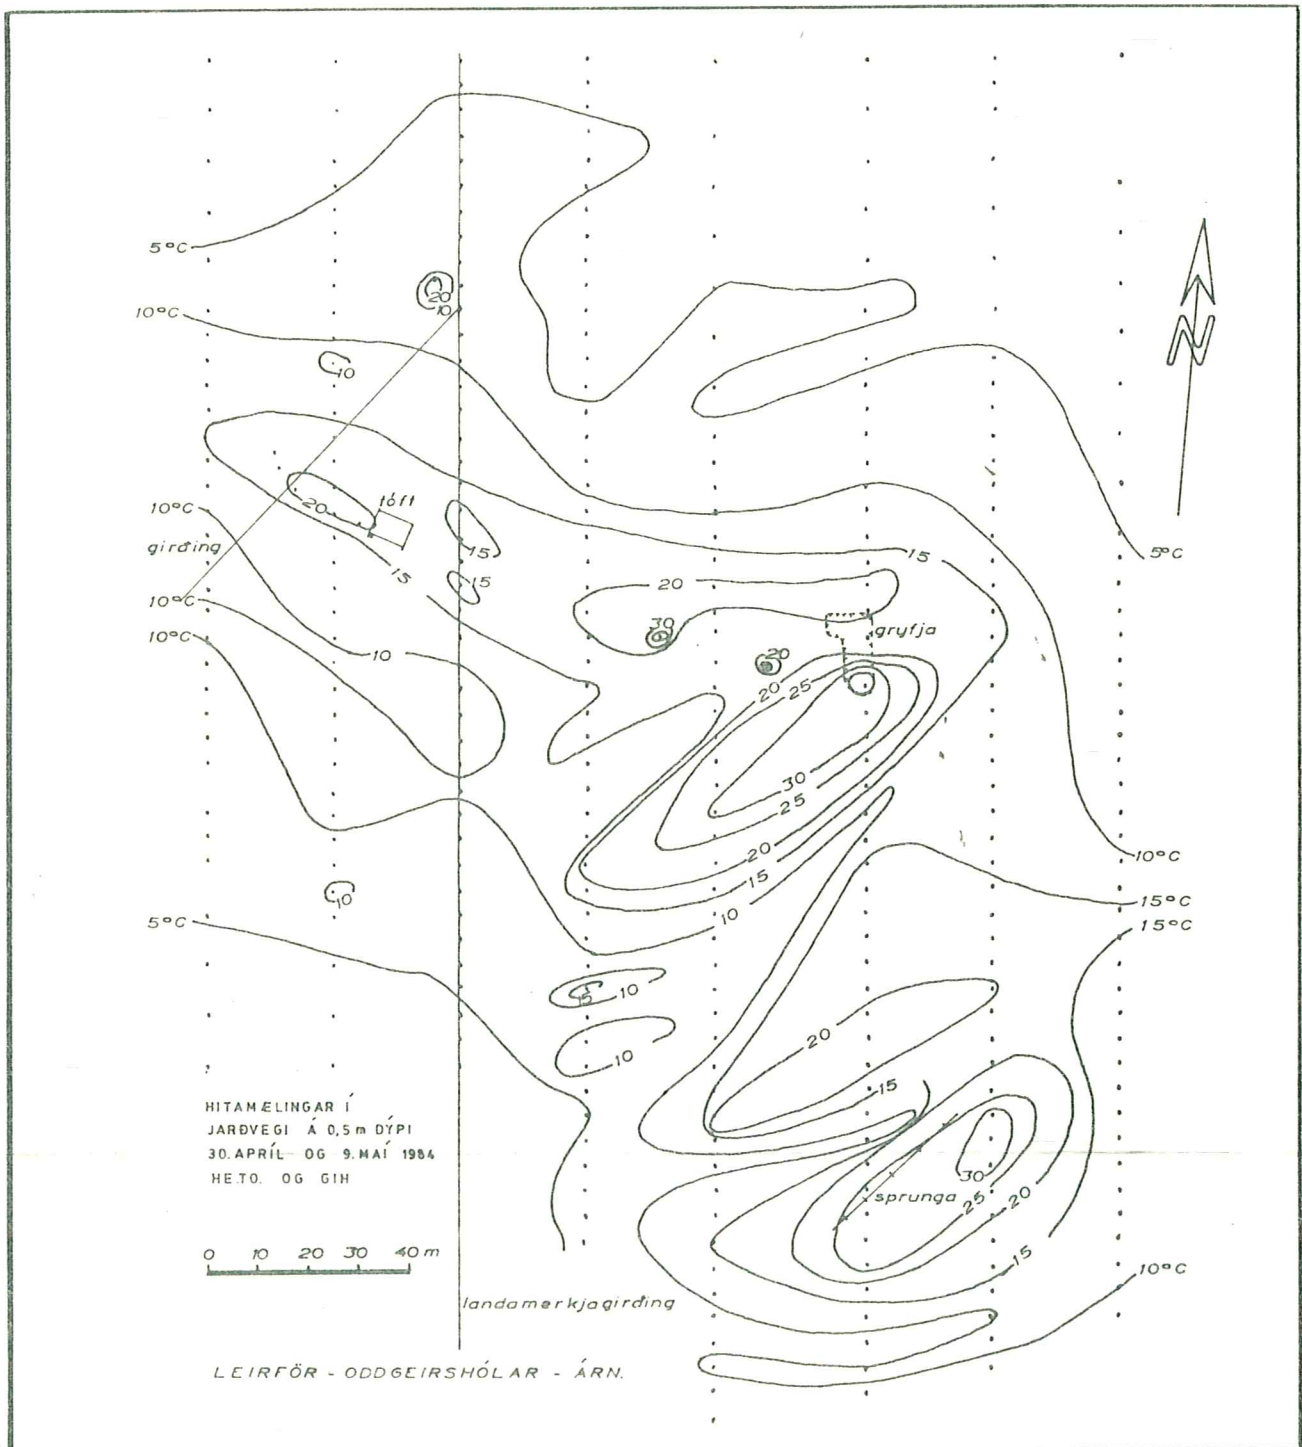 5°C
20
10
10°C
10
20
tóft
10°C
girðing
15
15
15
5°C
15
20
10°C
30
gryfja
10°C
10
20
20
25
30
25
20
15
10°C
10
10
15°C
5°C
15°C
15
10
20
10
15
HITAMÆLINGAR Í
JARÐVEGI Á 0,5 m DÝPI
30. APRÍL OG 9. MAÍ 1984
HE.TO. OG GIH
30
sprunga
25
20
0 10 20 30 40 m
15
10°C
landamerkjagirðing
LEIRFÖR - ODDGEIRSHÓLAR - ÁRN.
N